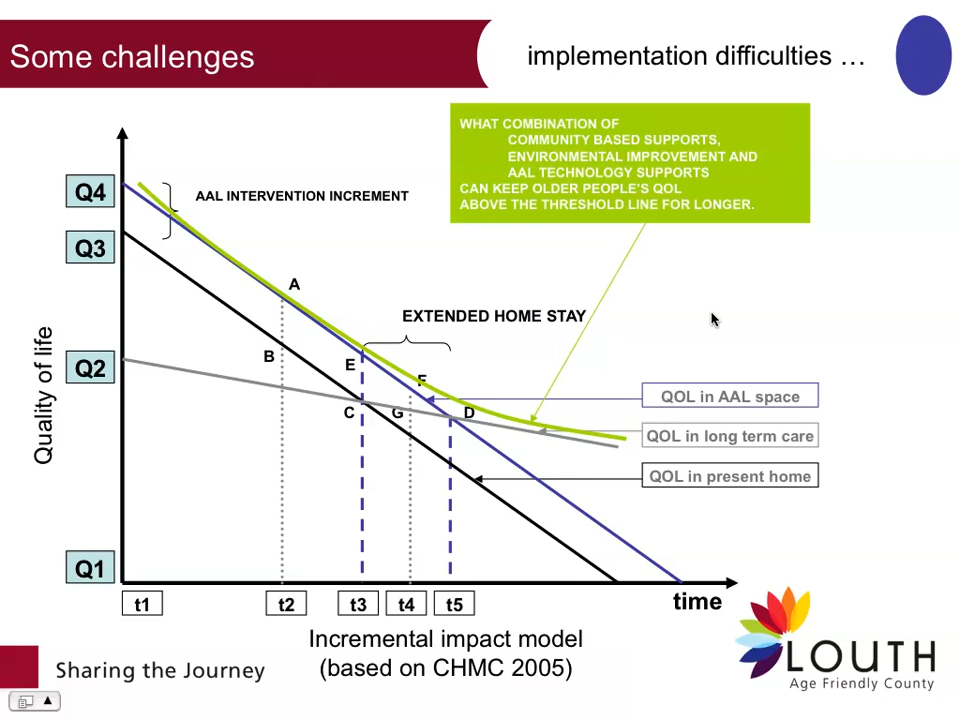 Some challenges
implementation difficulties …
WHAT COMBINATION OF
COMMUNITY BASED SUPPORTS,
ENVIRONMENTAL IMPROVEMENT AND
AAL TECHNOLOGY SUPPORTS
CAN KEEP OLDER PEOPLE'S QOL
ABOVE THE THRESHOLD LINE FOR LONGER.
Q4
AAL INTERVENTION INCREMENT
Q3
A
EXTENDED HOME STAY
B
E
Q2
F
Quality of life
QOL in AAL space
C
G
D
QOL in long term care
QOL in present home
Q1
t1
t2
t3
t4
t5
time
Incremental impact model
(based on CHMC 2005)
Sharing the Journey
LOUTH
Age Friendly County